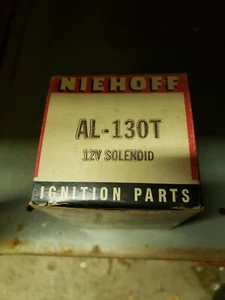 NIEHOFF
AL-130T
12V SOLENOID
IGNITION PARTS